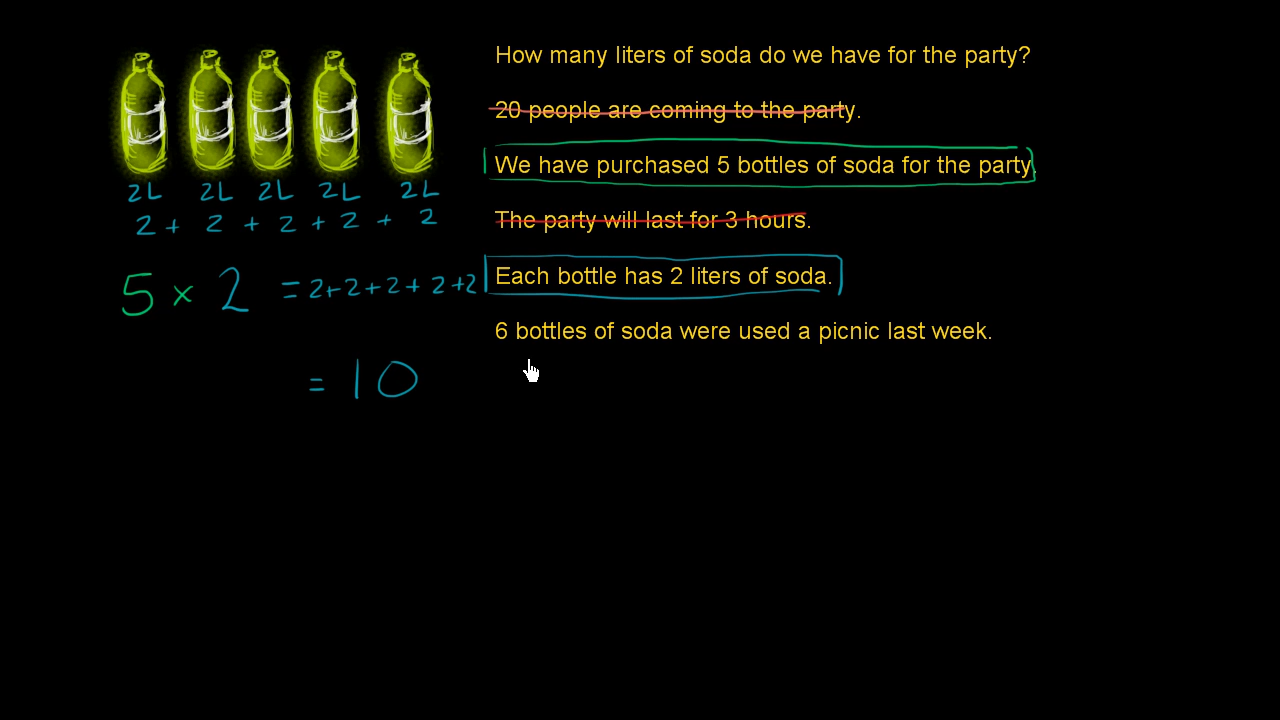 How many liters of soda do we have for the party?
20 people are coming to the party.
We have purchased 5 bottles of soda for the party.
The party will last for 3 hours.
Each bottle has 2 liters of soda.
6 bottles of soda were used a picnic last week.
2L 2L 2L 2L 2L
2 + 2 + 2 + 2 + 2
5 × 2 = 2+2+2+2+2
= 10